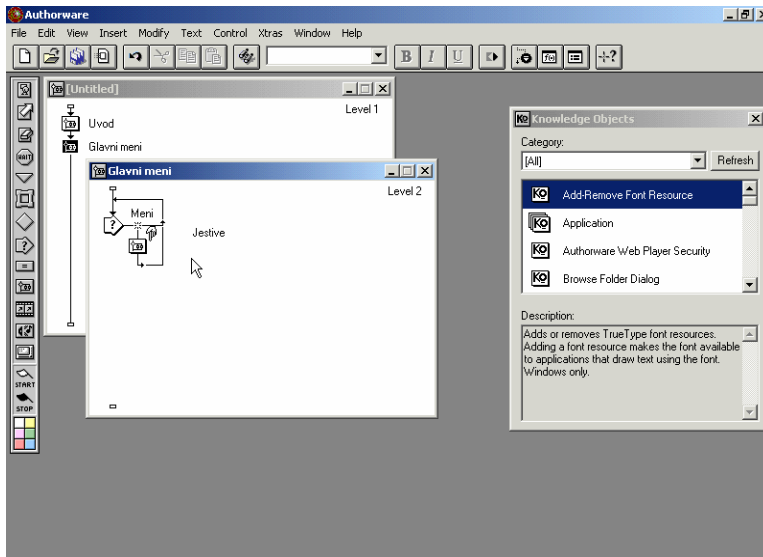 Authorware
File Edit View Insert Modify Text Control Xtras Window Help
B I U
[Untitled]
Level 1
Uvod
Glavni meni
Glavni meni
Level 2
Meni
Jestive
WAIT
START
STOP
Knowledge Objects
Category:
[All]
Refresh
Add-Remove Font Resource
Application
Authorware Web Player Security
Browse Folder Dialog
Description:
Adds or removes TrueType font resources.
Adding a font resource makes the font available
to applications that draw text using the font.
Windows only.